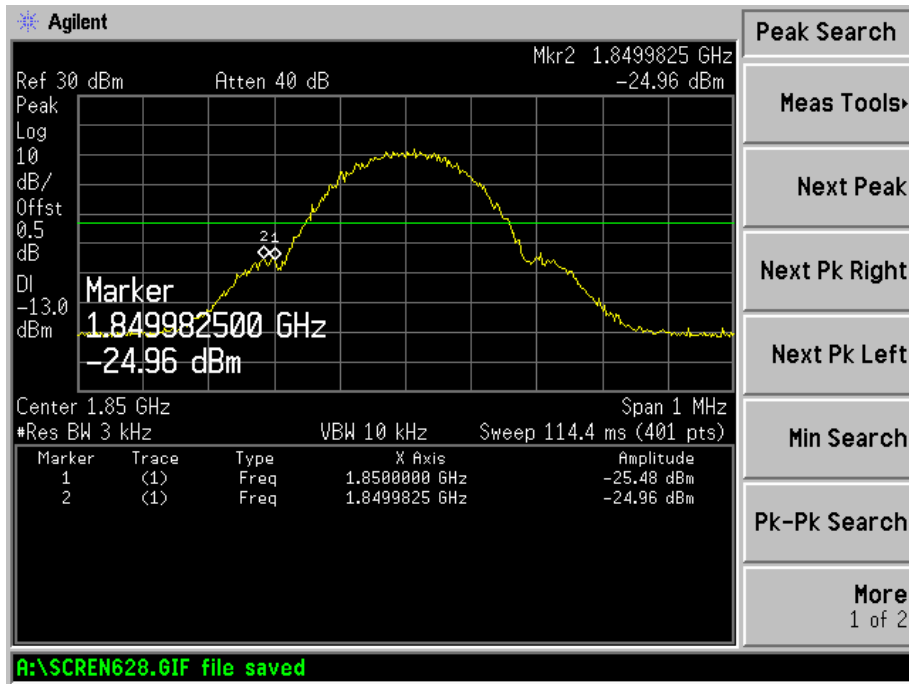 Agilent
Peak Search
Mkr2 1.8499825 GHz
Ref 30 dBm Atten 40 dB -24.96 dBm
Peak
Log
10
dB/
Offst
0.5
dB
DI
-13.0
dBm
2 1
Marker
1.849982500 GHz
-24.96 dBm
Center 1.85 GHz Span 1 MHz
#Res BW 3 kHz VBW 10 kHz Sweep 114.4 ms (401 pts)
Marker Trace Type X Axis Amplitude
1 (1) Freq 1.8500000 GHz -25.48 dBm
2 (1) Freq 1.8499825 GHz -24.96 dBm
Meas Tools
Next Peak
Next Pk Right
Next Pk Left
Min Search
Pk-Pk Search
More
1 of 2
A:\SCREN628.GIF file saved